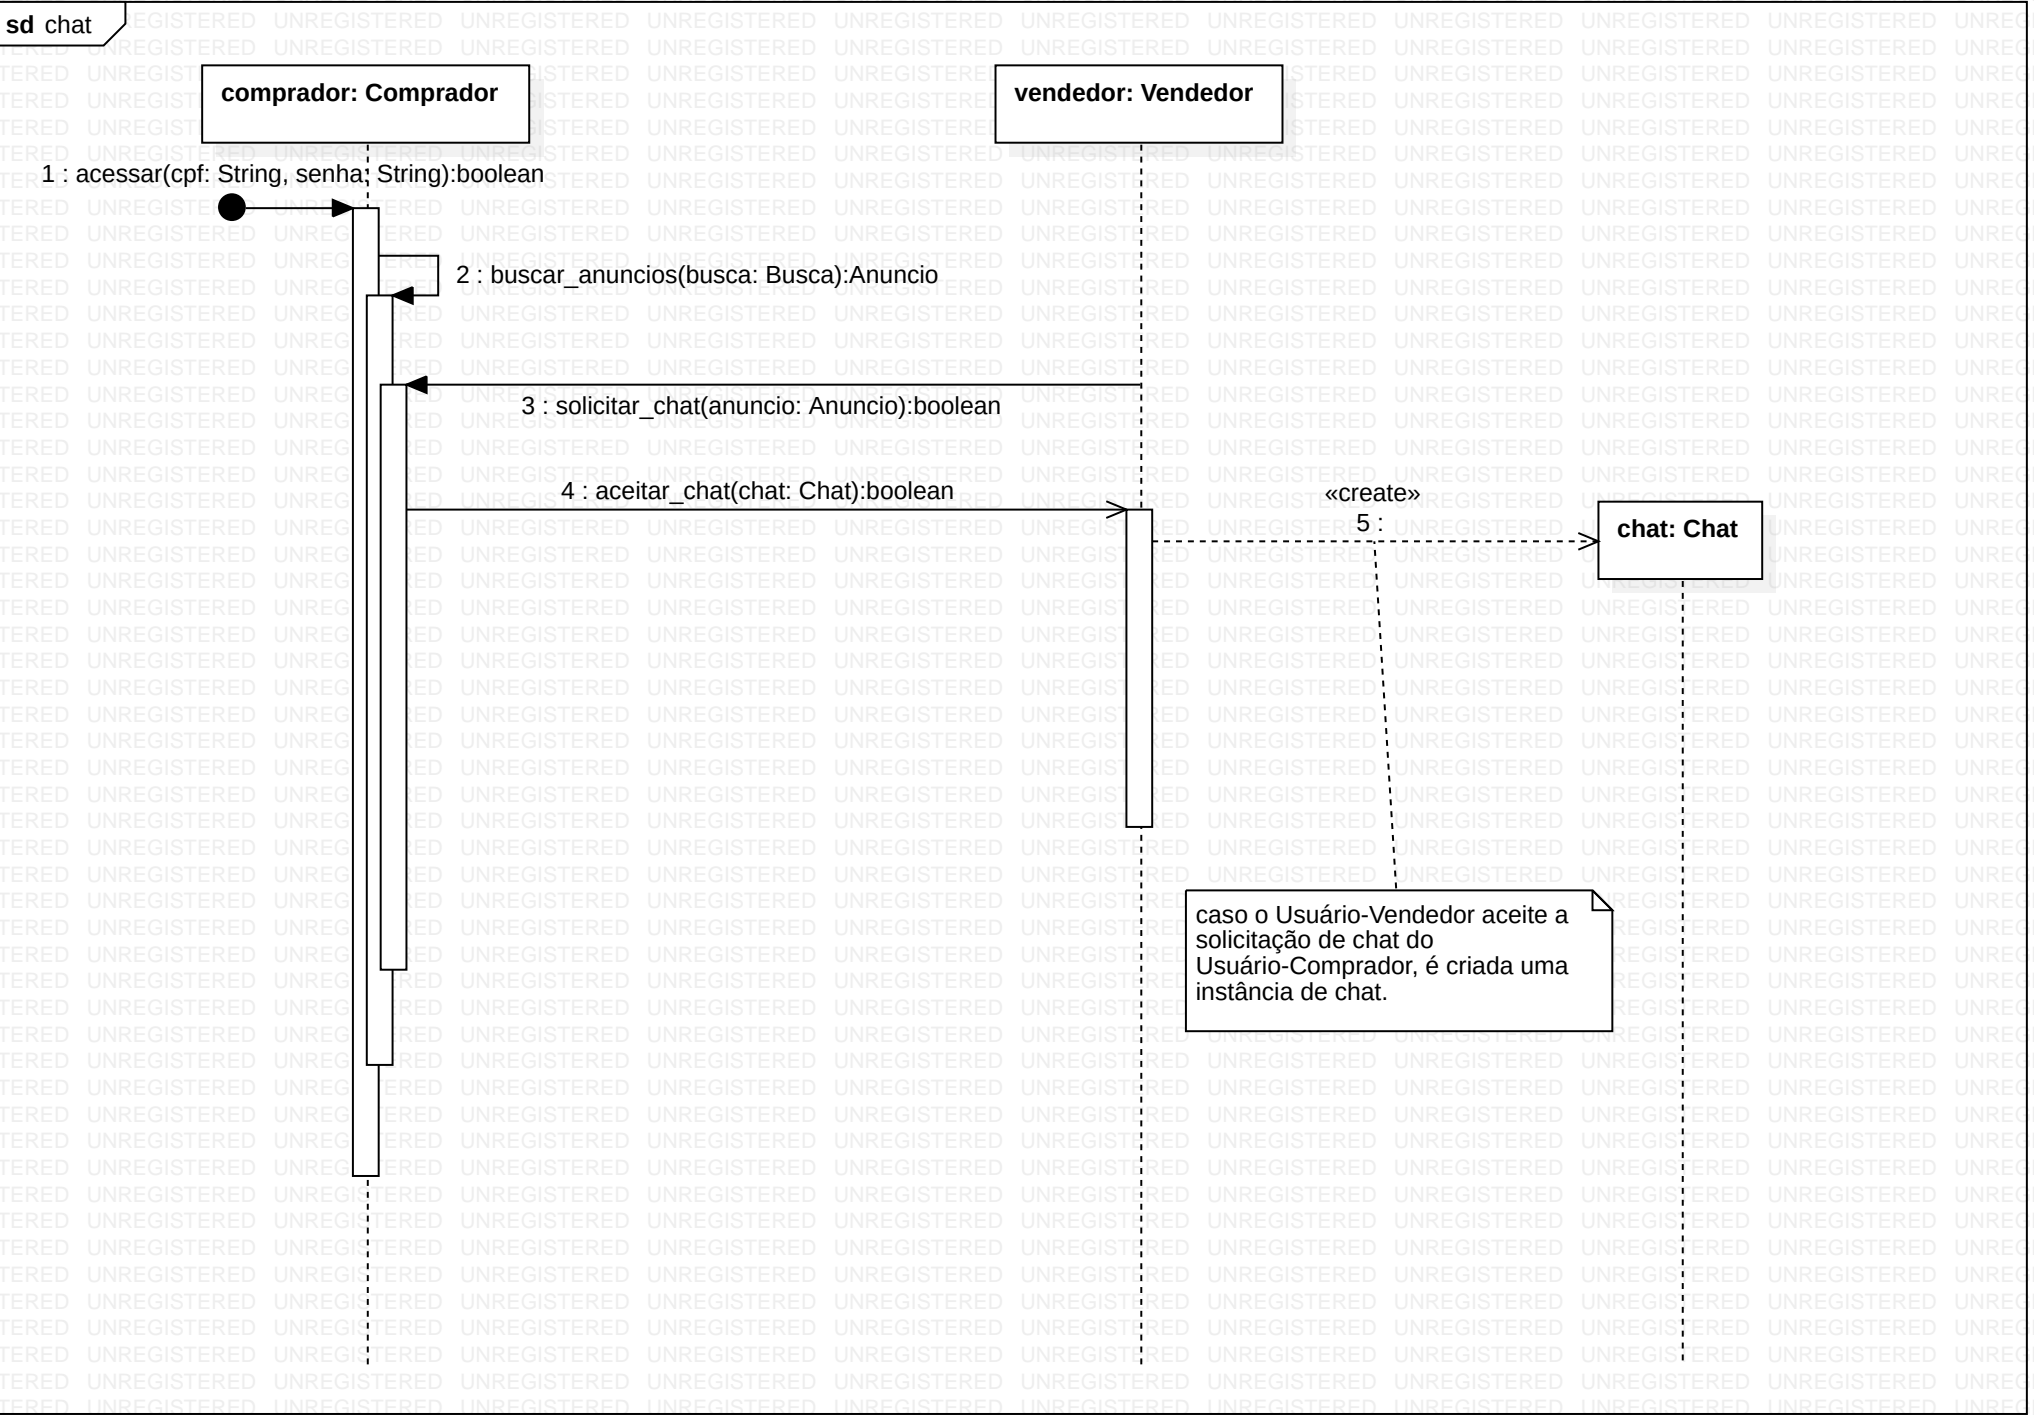 sd chat
comprador: Comprador
vendedor: Vendedor
1 : acessar(cpf: String, senha: String):boolean
2 : buscar_anuncios(busca: Busca):Anuncio
3 : solicitar_chat(anuncio: Anuncio):boolean
4 : aceitar_chat(chat: Chat):boolean
«create»
5 :
chat: Chat
caso o Usuário-Vendedor aceite a
solicitação de chat do
Usuário-Comprador, é criada uma
instância de chat.
UNREGISTERED